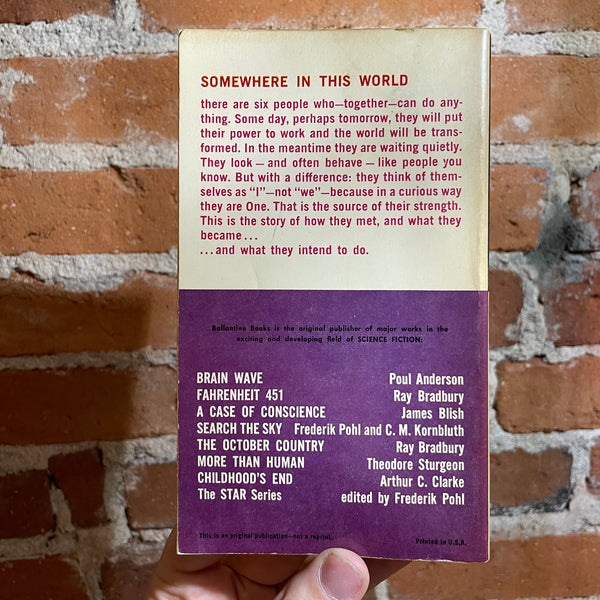 SOMEWHERE IN THIS WORLD
there are six people who—together—can do any-
thing. Some day, perhaps tomorrow, they will put
their power to work and the world will be trans-
formed. In the meantime they are waiting quietly.
They look — and often behave — like people you
know. But with a difference: they think of them-
selves as "I"—not "we"—because in a curious way
they are One. That is the source of their strength.
This is the story of how they met, and what they
became...
...and what they intend to do.
Ballantine Books is the original publisher of major works in the
exciting and developing field of SCIENCE FICTION:
BRAIN WAVE Poul Anderson
FAHRENHEIT 451 Ray Bradbury
A CASE OF CONSCIENCE James Blish
SEARCH THE SKY Frederik Pohl and C. M. Kornbluth
THE OCTOBER COUNTRY Ray Bradbury
MORE THAN HUMAN Theodore Sturgeon
CHILDHOOD'S END Arthur C. Clarke
The STAR Series edited by Frederik Pohl
This is an original publication—not a reprint. Printed in U.S.A.